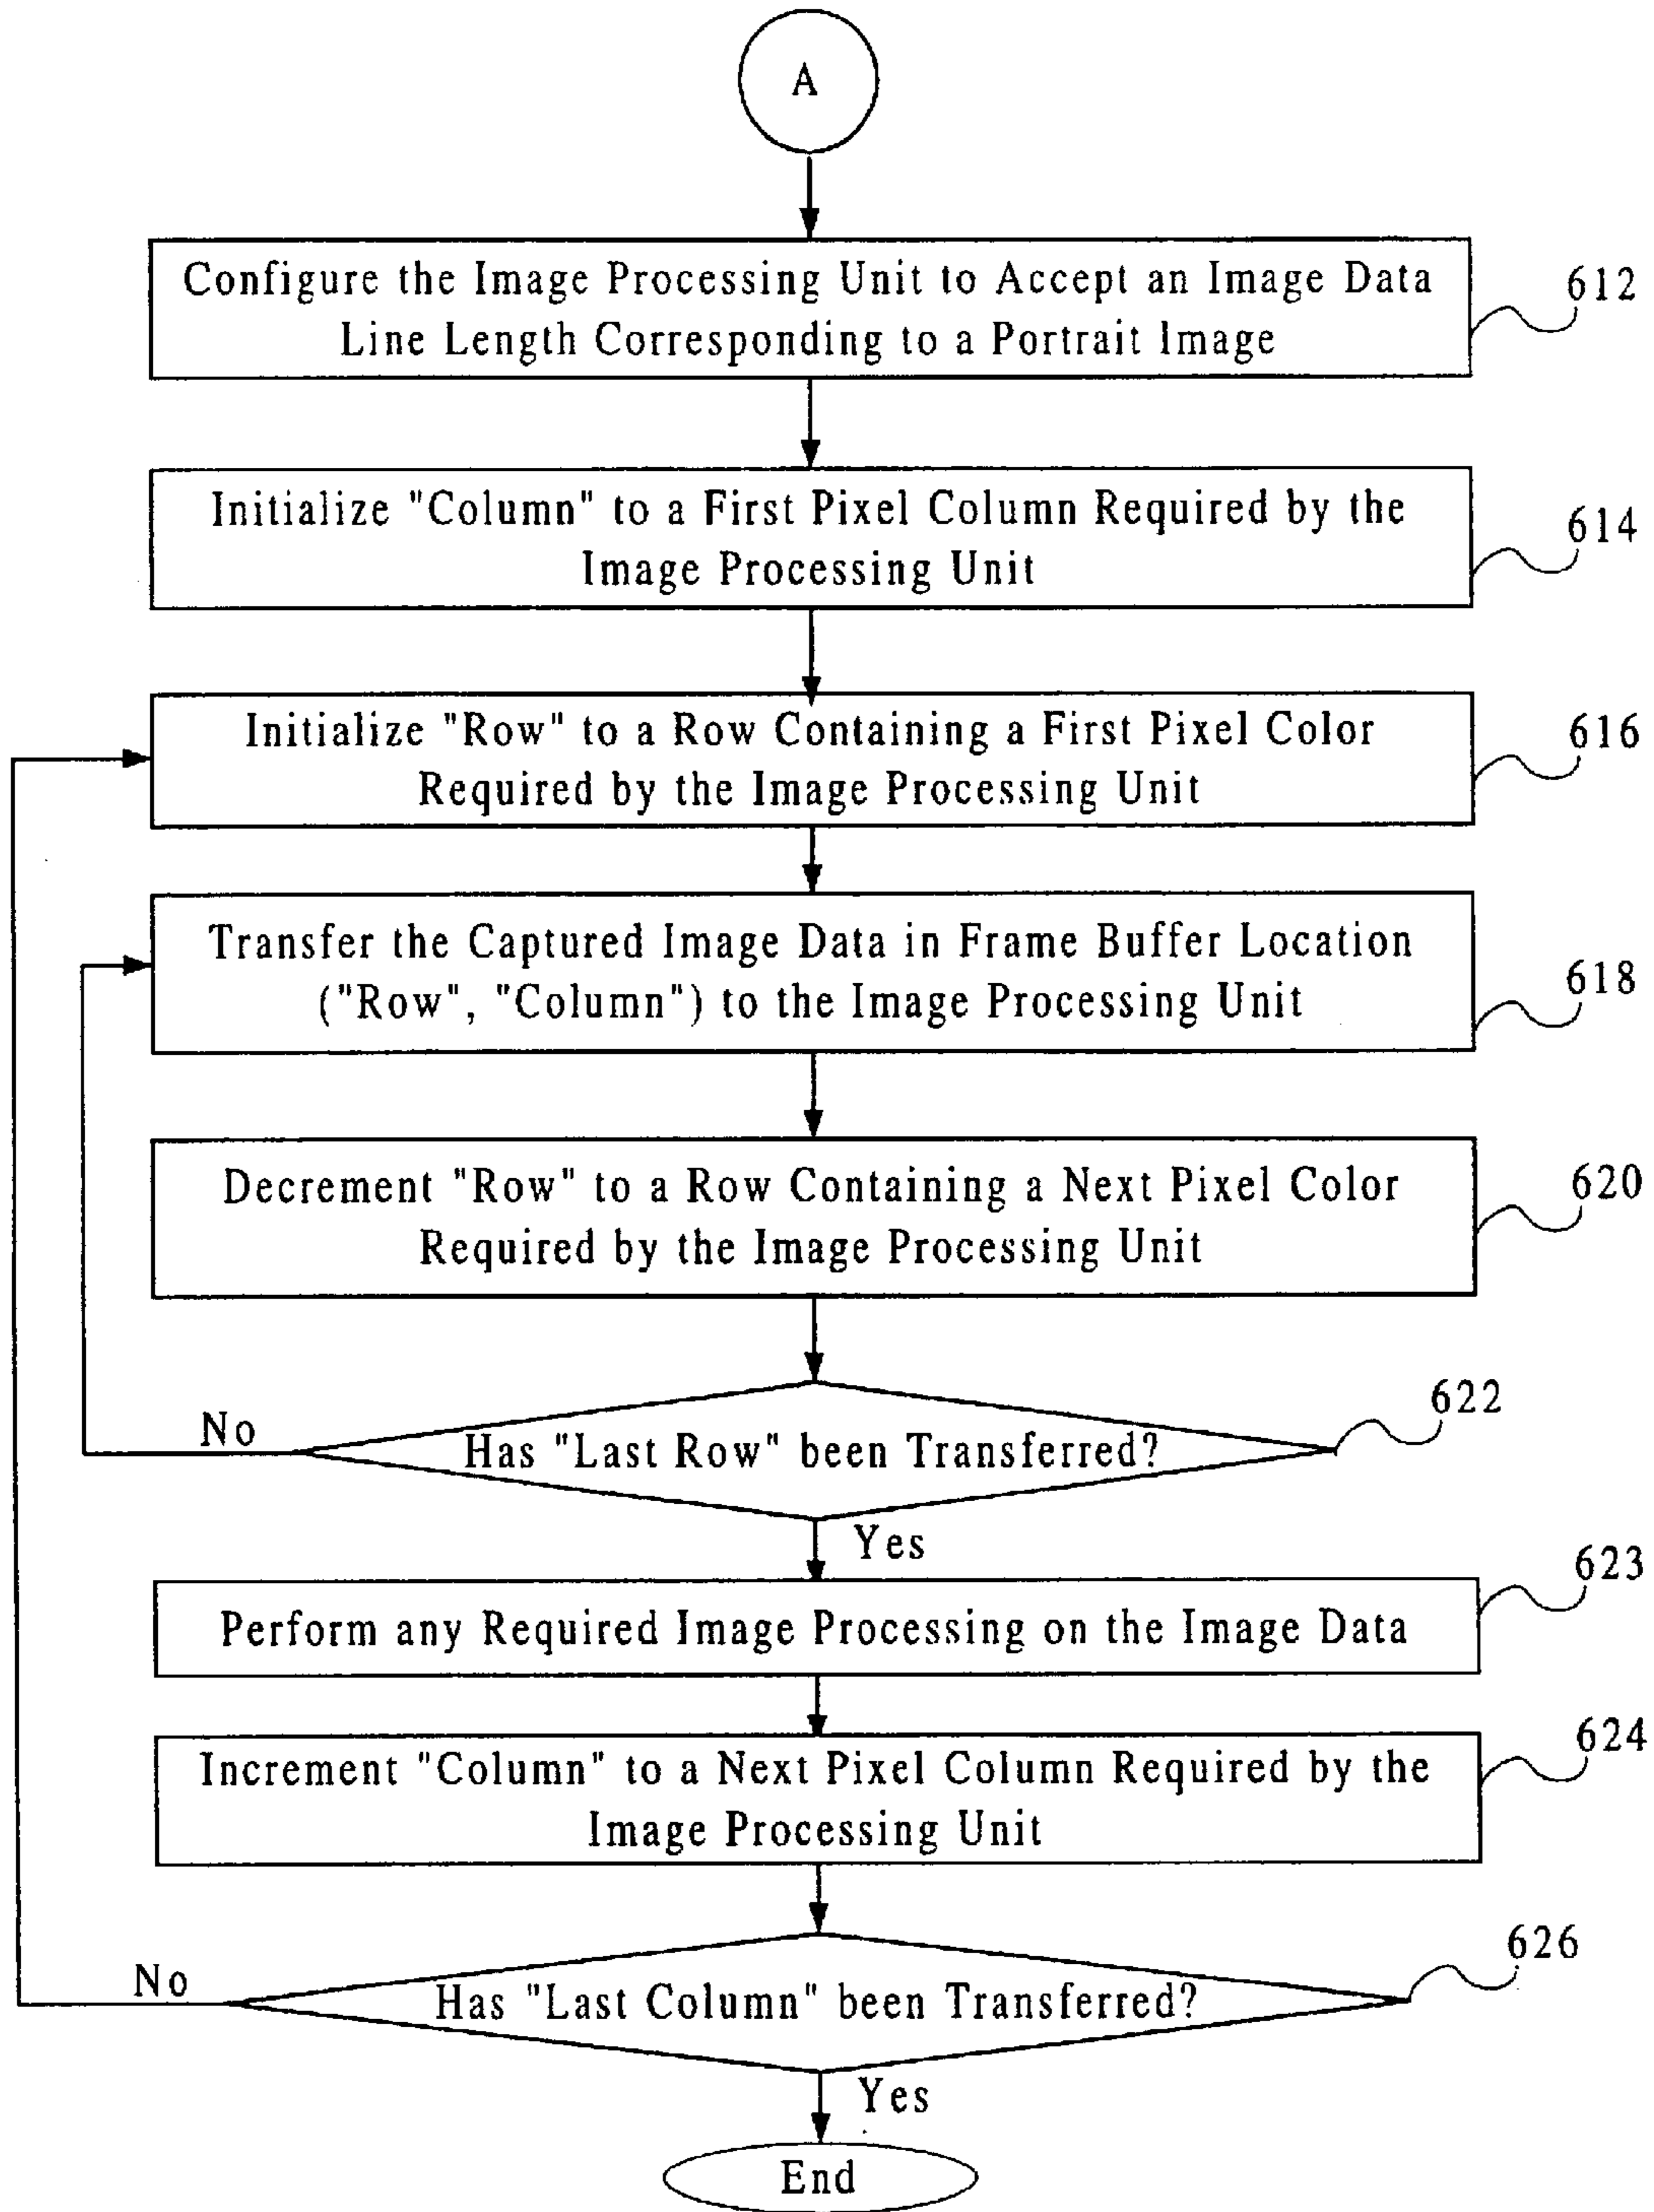 A
Configure the Image Processing Unit to Accept an Image Data
Line Length Corresponding to a Portrait Image
612
Initialize "Column" to a First Pixel Column Required by the
Image Processing Unit
614
Initialize "Row" to a Row Containing a First Pixel Color
Required by the Image Processing Unit
616
Transfer the Captured Image Data in Frame Buffer Location
("Row", "Column") to the Image Processing Unit
618
Decrement "Row" to a Row Containing a Next Pixel Color
Required by the Image Processing Unit
620
No
Has "Last Row" been Transferred?
622
Yes
Perform any Required Image Processing on the Image Data
623
Increment "Column" to a Next Pixel Column Required by the
Image Processing Unit
624
No
Has "Last Column" been Transferred?
626
Yes
End